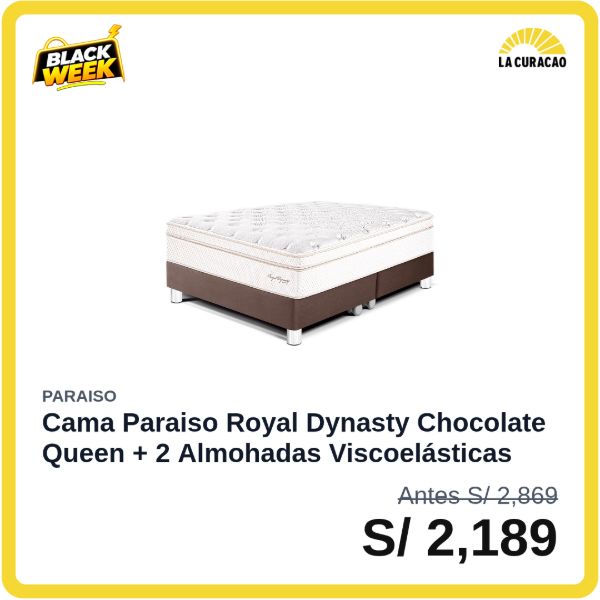 BLACK
WEEK
LA CURACAO
PARAISO
Cama Paraiso Royal Dynasty Chocolate
Queen + 2 Almohadas Viscoelásticas
Antes S/ 2,869
S/ 2,189